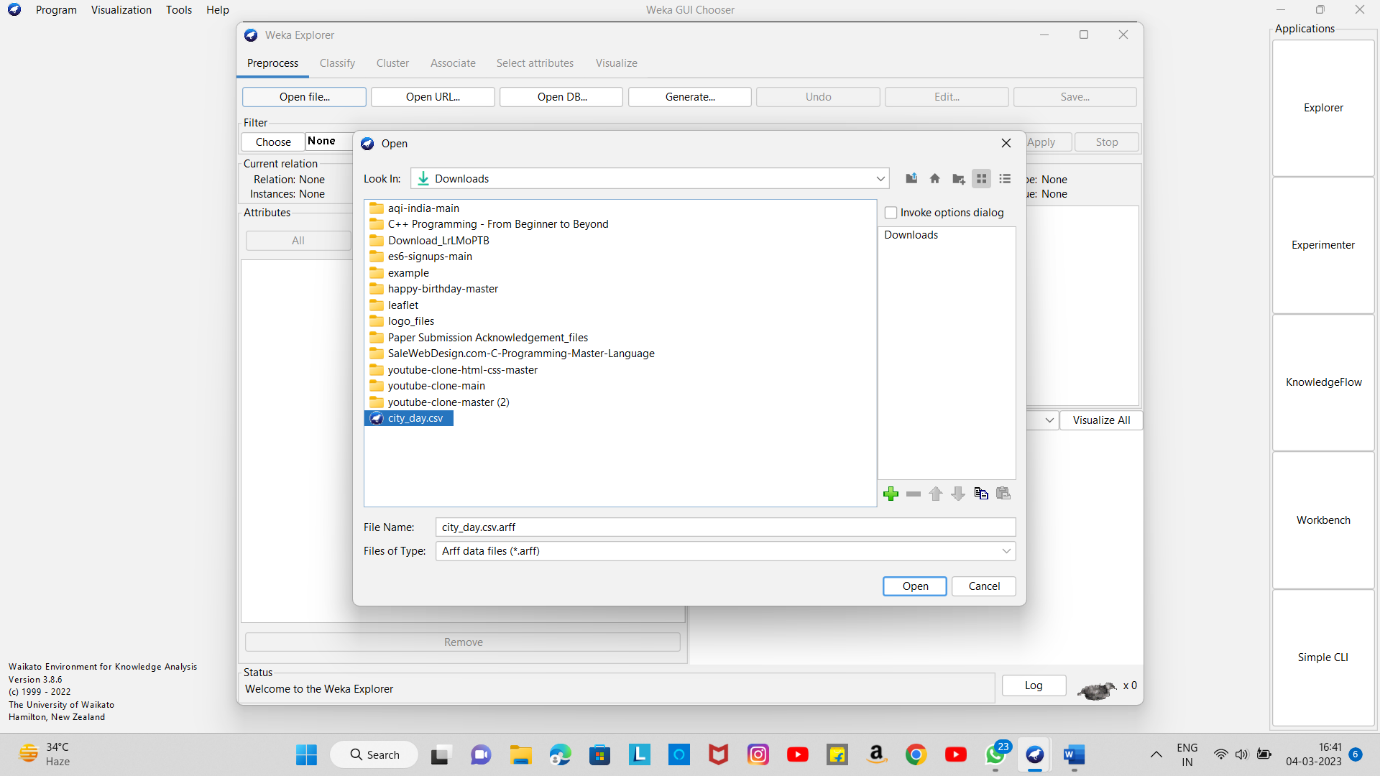 Program Visualization Tools Help Weka GUI Chooser
Applications
Weka Explorer
Preprocess Classify Cluster Associate Select attributes Visualize
Open file... Open URL... Open DB... Generate... Undo Edit... Save...
Filter
Choose None Apply Stop
Current relation
Relation: None
Instances: None
pe: None
ue: None
Attributes
All
Open
Look In: Downloads
aqi-india-main
C++ Programming - From Beginner to Beyond
Download_LrLMoPTB
es6-signups-main
example
happy-birthday-master
leaflet
logo_files
Paper Submission Acknowledgement_files
SaleWebDesign.com-C-Programming-Master-Language
youtube-clone-html-css-master
youtube-clone-main
youtube-clone-master (2)
city_day.csv
Invoke options dialog
Downloads
File Name: city_day.csv.arff
Files of Type: Arff data files (*.arff)
Open Cancel
Visualize All
Remove
Status
Welcome to the Weka Explorer
Log x 0
Explorer
Experimenter
KnowledgeFlow
Workbench
Simple CLI
Waikato Environment for Knowledge Analysis
Version 3.8.6
(c) 1999 - 2022
The University of Waikato
Hamilton, New Zealand
34°C
Haze
Search
L
a
23
W
ENG
IN
16:41
04-03-2023
6